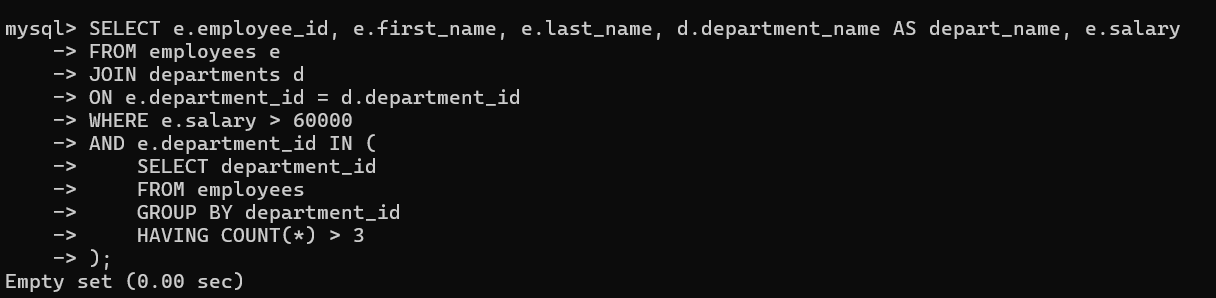 mysql> SELECT e.employee_id, e.first_name, e.last_name, d.department_name AS depart_name, e.salary
    -> FROM employees e
    -> JOIN departments d
    -> ON e.department_id = d.department_id
    -> WHERE e.salary > 60000
    -> AND e.department_id IN (
    ->     SELECT department_id
    ->     FROM employees
    ->     GROUP BY department_id
    ->     HAVING COUNT(*) > 3
    -> );
Empty set (0.00 sec)